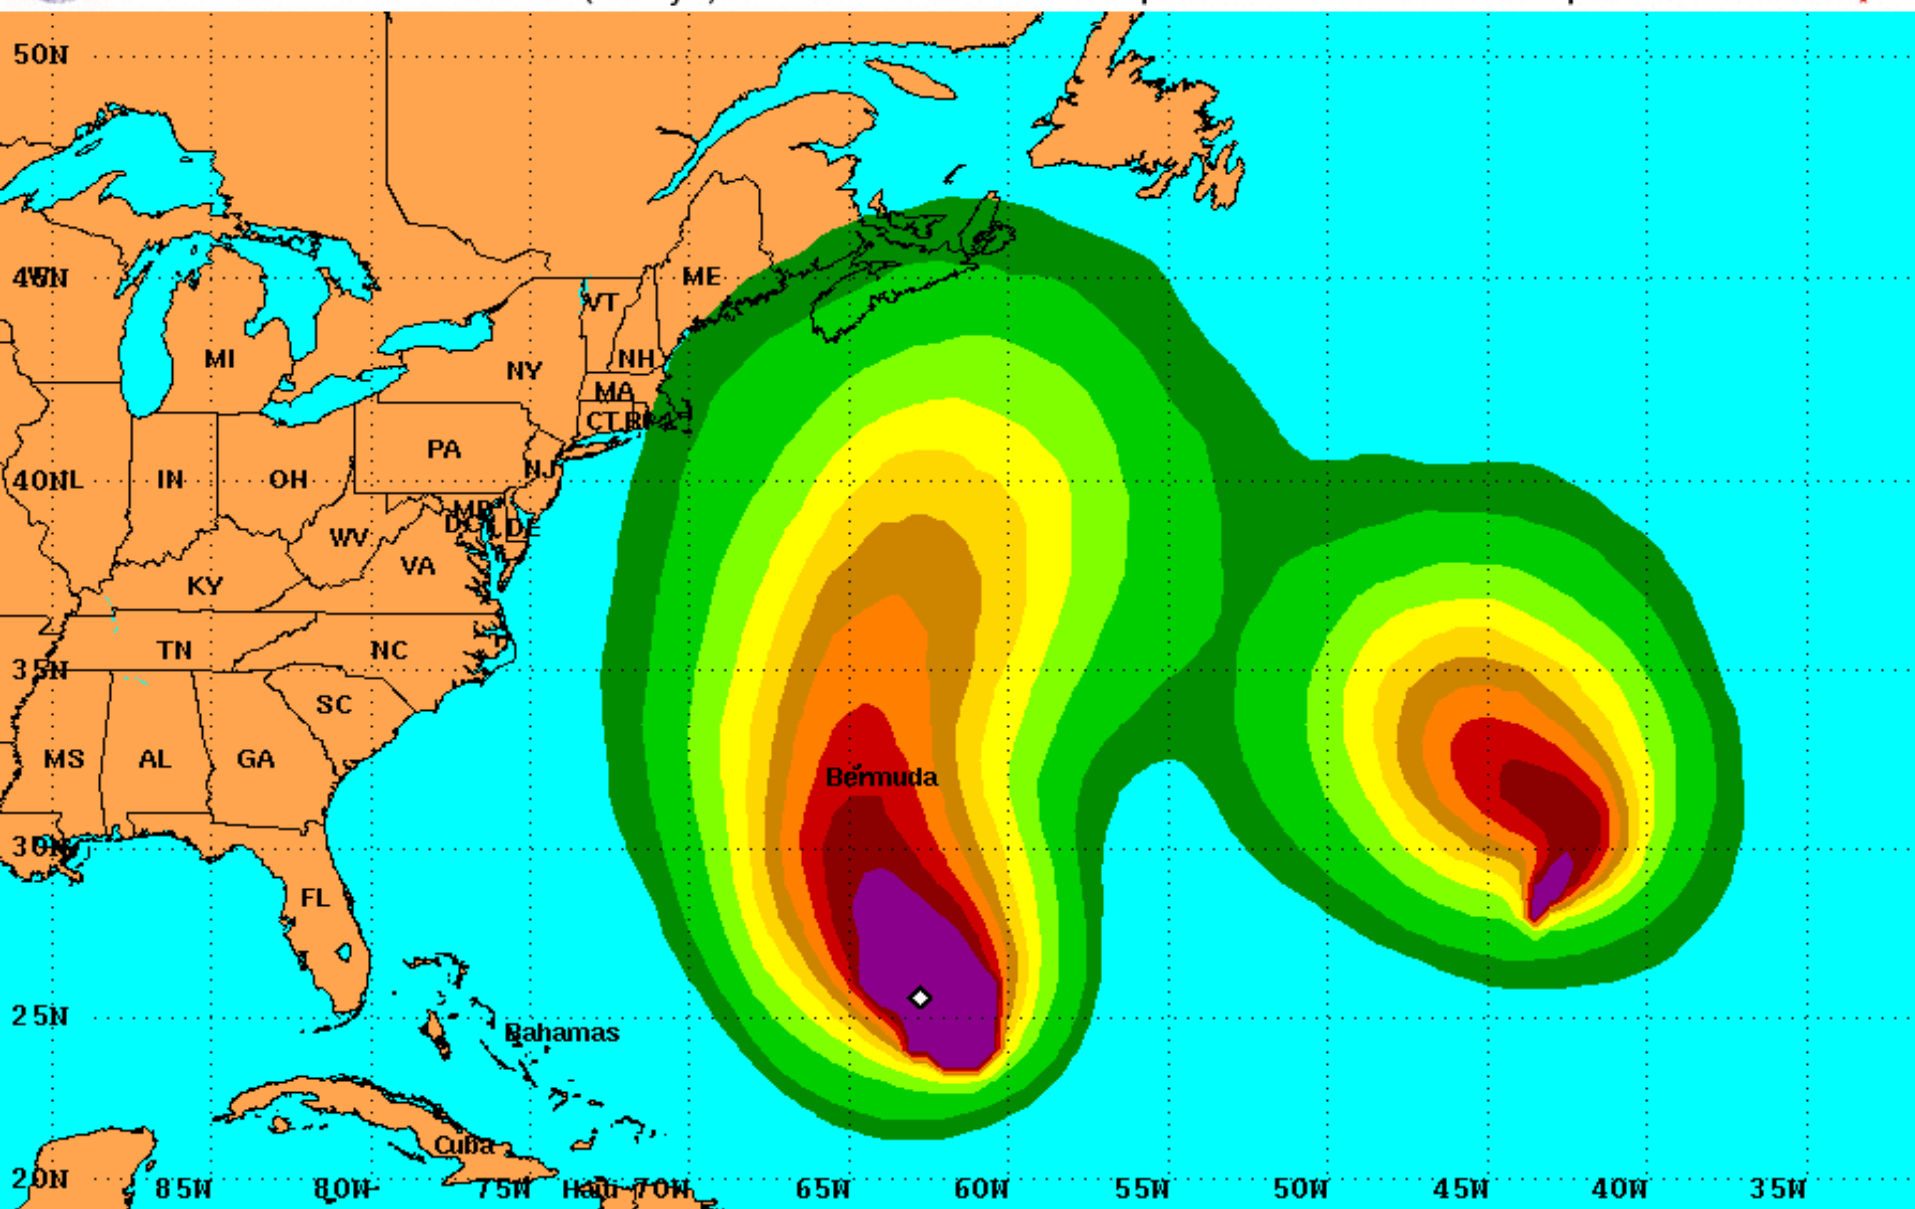 50N
45N
ME
VT
MI
NH
NY
MA
CT RI
PA
NJ
40N IL IN OH
MD
DC DE
WV
VA
KY
TN NC
35N
SC
MS AL GA
Bermuda
30N
FL
25N
Bahamas
Cuba
20N 85W 80W 75W Haiti 70W 65W 60W 55W 50W 45W 40W 35W